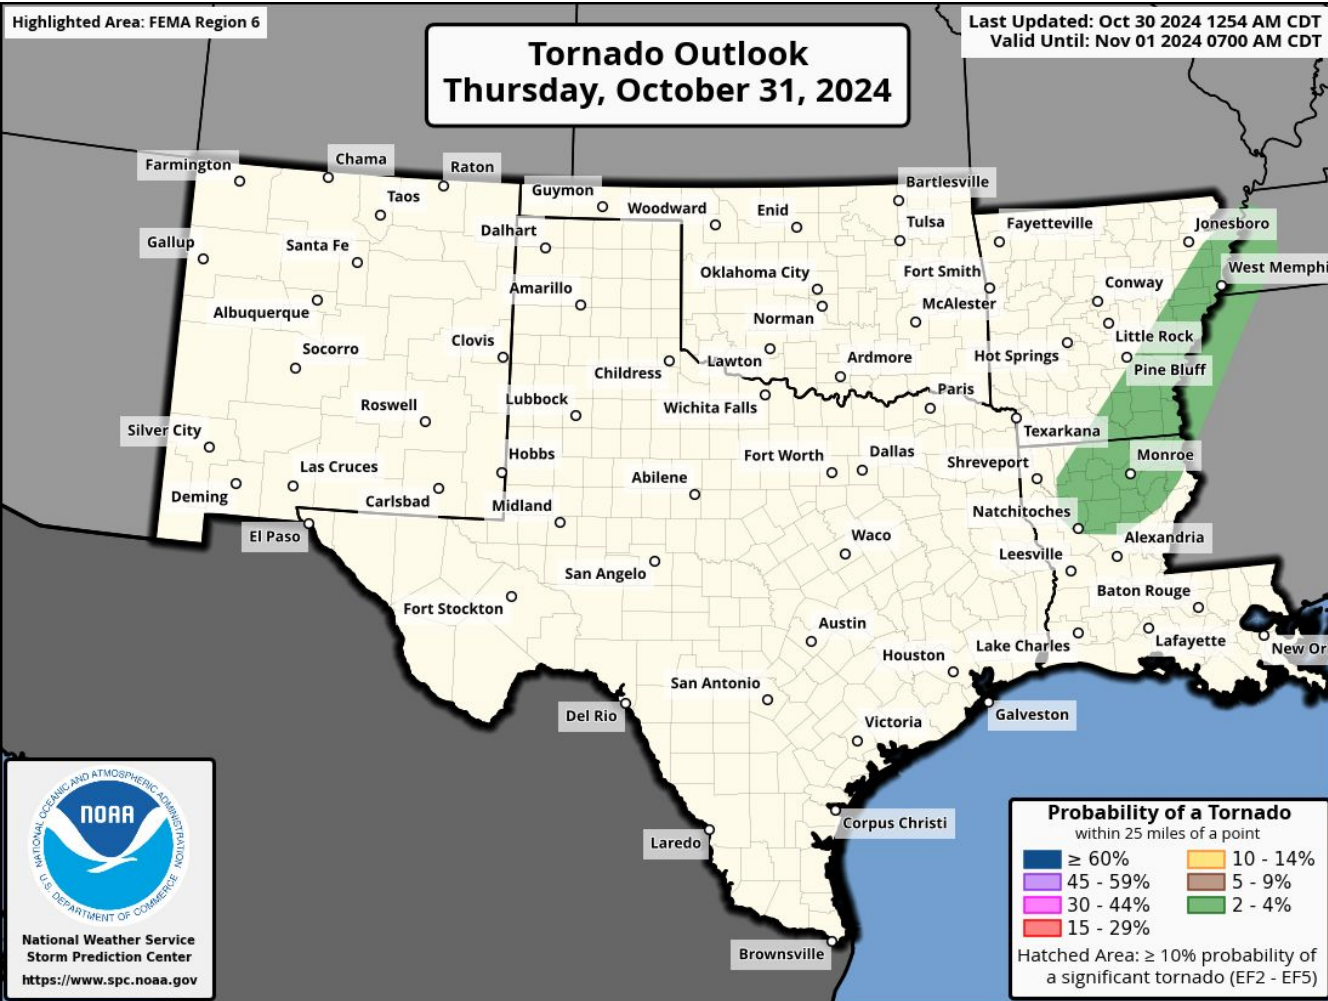 Highlighted Area: FEMA Region 6
Last Updated: Oct 30 2024 1254 AM CDT
Valid Until: Nov 01 2024 0700 AM CDT
Tornado Outlook
Thursday, October 31, 2024
Farmington
Chama
Raton
Taos
Guymon
Woodward
Enid
Bartlesville
Tulsa
Fayetteville
Jonesboro
Gallup
Santa Fe
Dalhart
Oklahoma City
Fort Smith
West Memphi
Albuquerque
Amarillo
Norman
McAlester
Conway
Little Rock
Socorro
Clovis
Childress
Lawton
Ardmore
Hot Springs
Pine Bluff
Roswell
Lubbock
Wichita Falls
Paris
Texarkana
Silver City
Las Cruces
Hobbs
Abilene
Fort Worth
Dallas
Shreveport
Monroe
Deming
Carlsbad
Midland
Natchitoches
El Paso
San Angelo
Waco
Leesville
Alexandria
Fort Stockton
Austin
Baton Rouge
Houston
Lake Charles
Lafayette
New Or
San Antonio
Del Rio
Victoria
Galveston
Laredo
Corpus Christi
Brownsville
NATIONAL OCEANIC AND ATMOSPHERIC ADMINISTRATION
NOAA
U.S. DEPARTMENT OF COMMERCE
National Weather Service
Storm Prediction Center
https://www.spc.noaa.gov
Probability of a Tornado
within 25 miles of a point
≥ 60%
45 - 59%
30 - 44%
15 - 29%
10 - 14%
5 - 9%
2 - 4%
Hatched Area: ≥ 10% probability of
a significant tornado (EF2 - EF5)